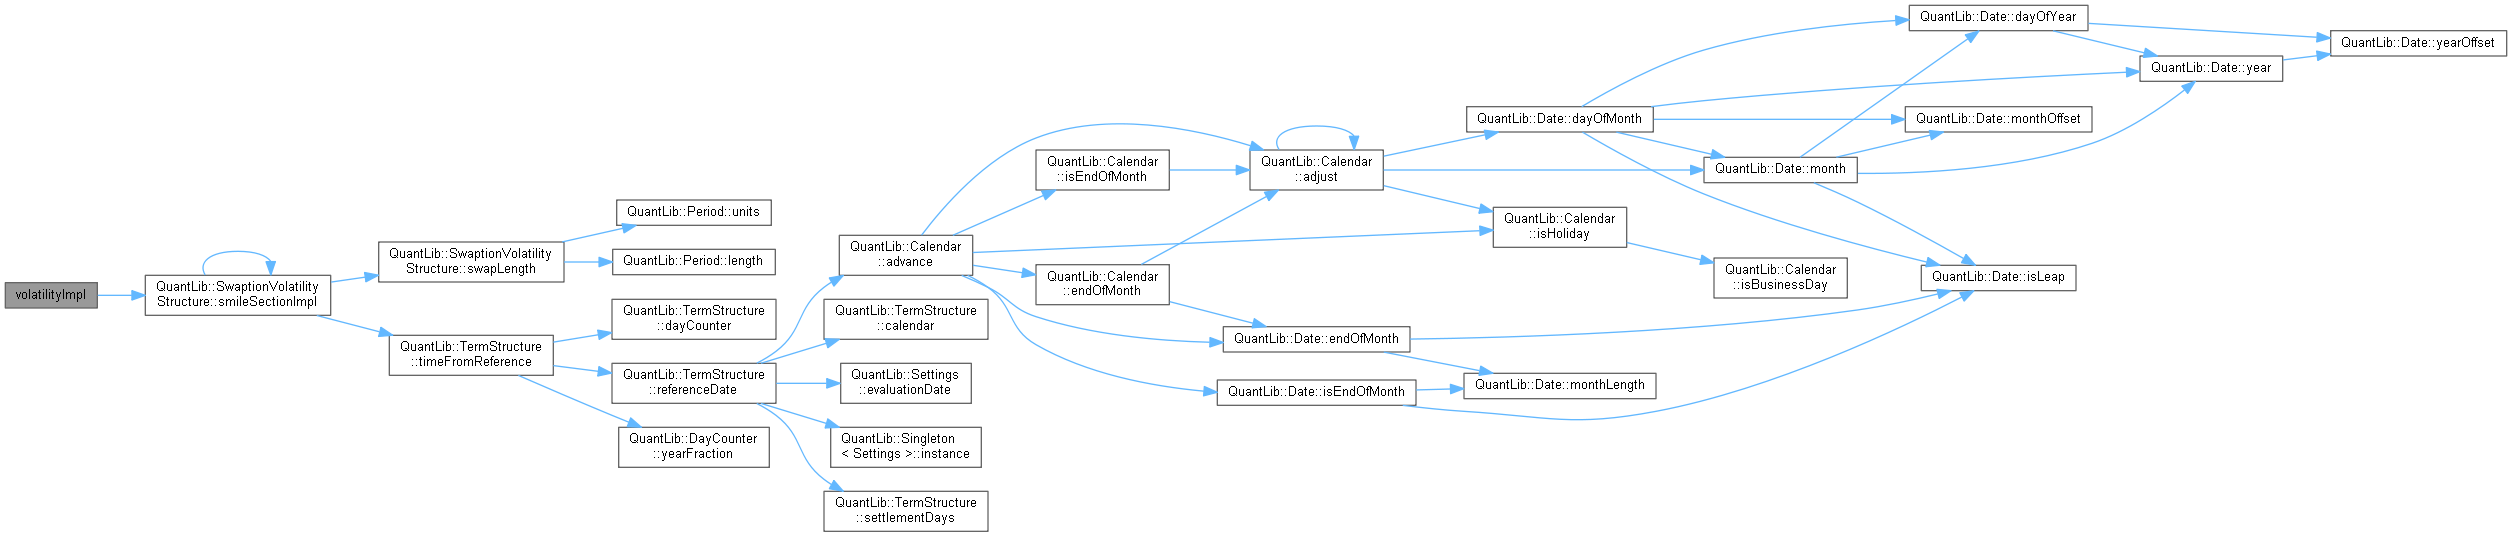 volatilityImpl
QuantLib::SwaptionVolatility
Structure::smileSectionImpl
QuantLib::SwaptionVolatility
Structure::swapLength
QuantLib::Period::units
QuantLib::Period::length
QuantLib::TermStructure
::timeFromReference
QuantLib::TermStructure
::dayCounter
QuantLib::TermStructure
::referenceDate
QuantLib::DayCounter
::yearFraction
QuantLib::Calendar
::advance
QuantLib::TermStructure
::calendar
QuantLib::Settings
::evaluationDate
QuantLib::Singleton
< Settings >::instance
QuantLib::TermStructure
::settlementDays
QuantLib::Calendar
::isEndOfMonth
QuantLib::Calendar
::endOfMonth
QuantLib::Calendar
::adjust
QuantLib::Date::endOfMonth
QuantLib::Date::isEndOfMonth
QuantLib::Date::dayOfMonth
QuantLib::Calendar
::isHoliday
QuantLib::Date::monthLength
QuantLib::Date::month
QuantLib::Calendar
::isBusinessDay
QuantLib::Date::dayOfYear
QuantLib::Date::monthOffset
QuantLib::Date::isLeap
QuantLib::Date::year
QuantLib::Date::yearOffset